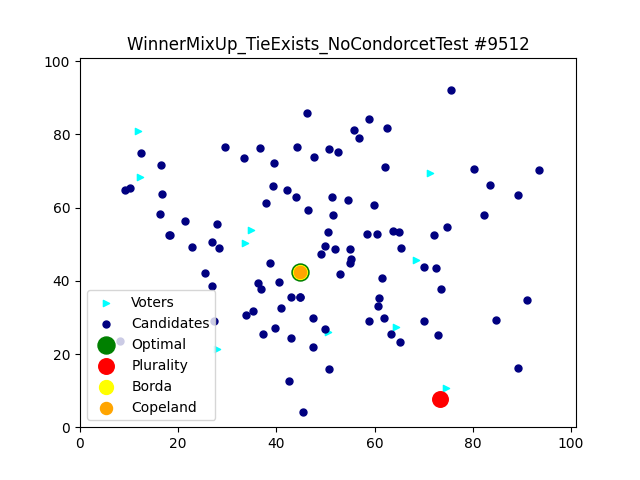 WinnerMixUp_TieExists_NoCondorcetTest #9512
100
80
60
40
20
0
Voters
Candidates
Optimal
Plurality
Borda
Copeland
0 20 40 60 80 100